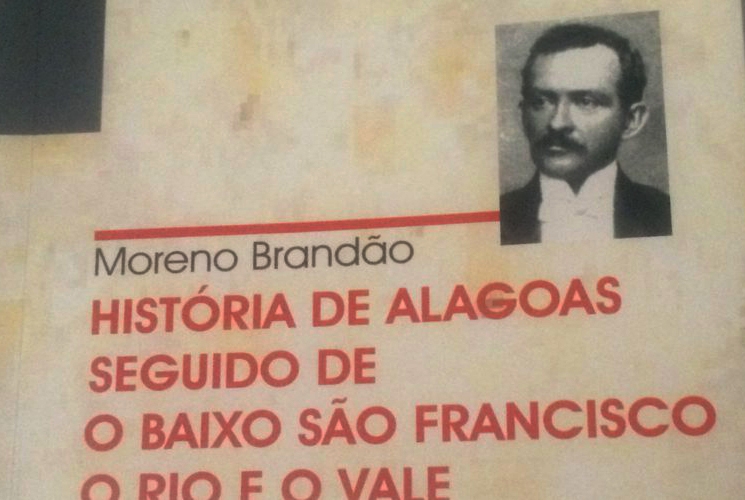 Moreno Brandão
HISTÓRIA DE ALAGOAS
SEGUIDO DE
O BAIXO SÃO FRANCISCO
O RIO E O VALE